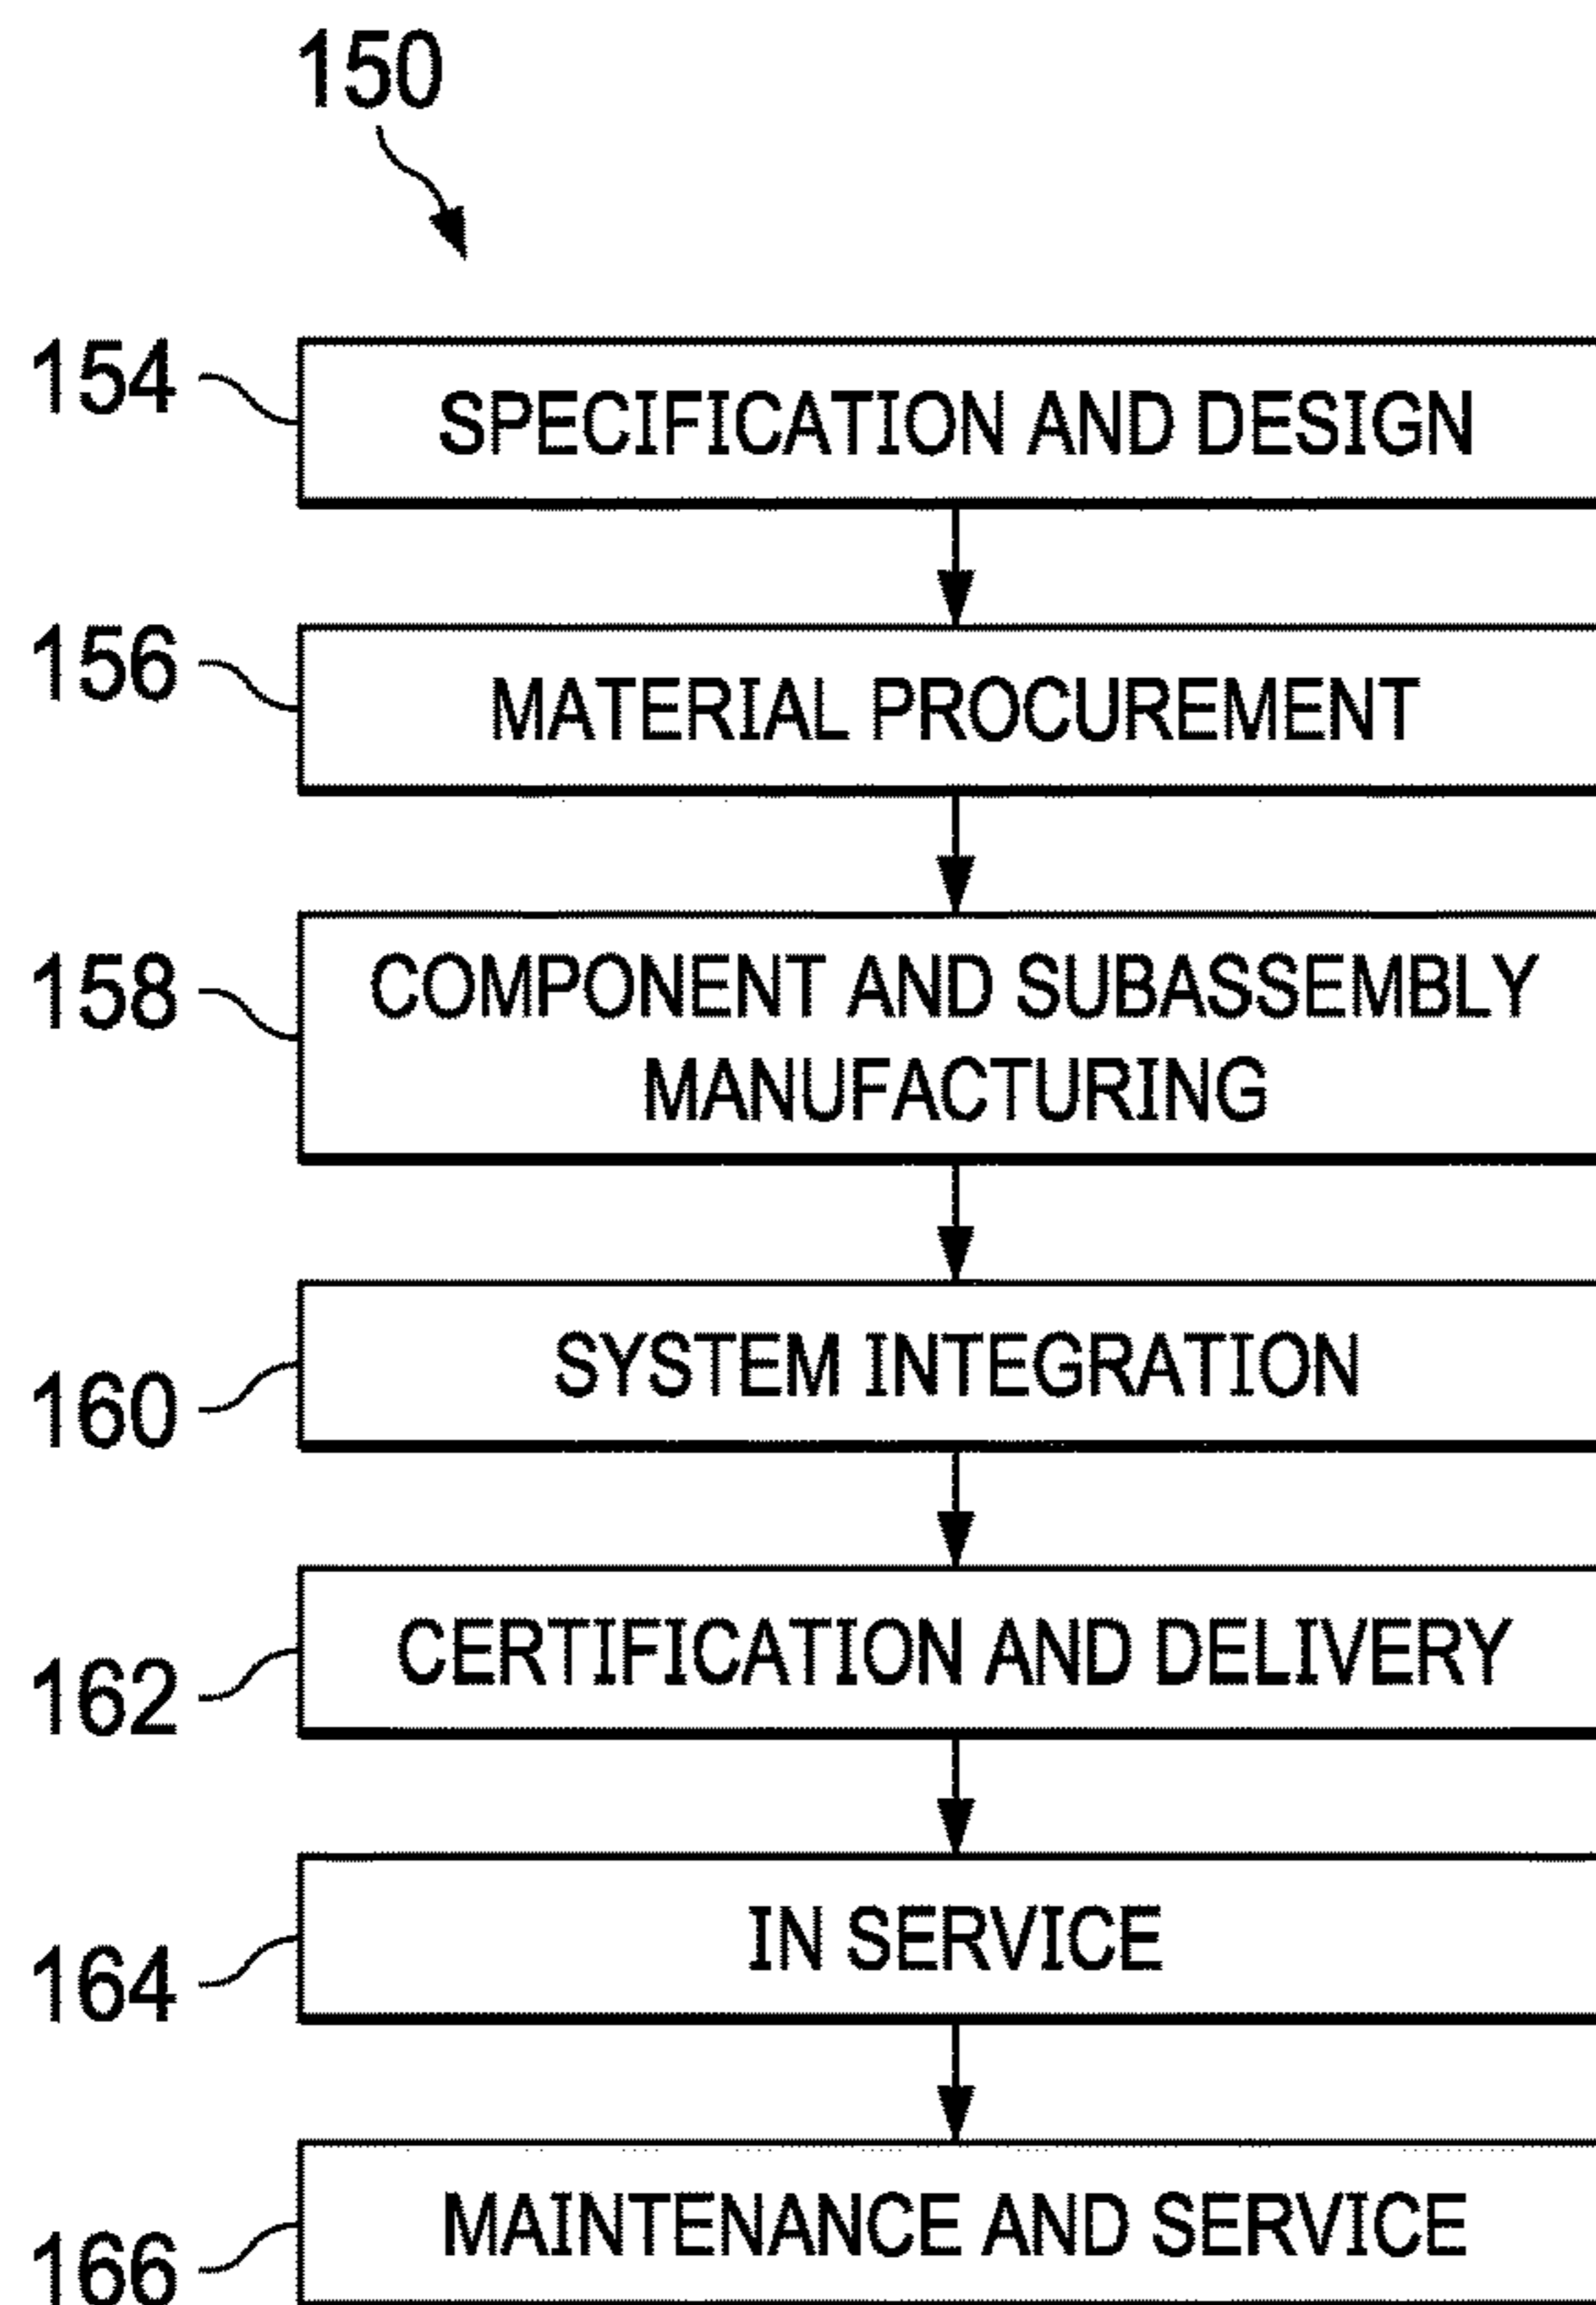 150
154
SPECIFICATION AND DESIGN
156
MATERIAL PROCUREMENT
158
COMPONENT AND SUBASSEMBLY
MANUFACTURING
160
SYSTEM INTEGRATION
162
CERTIFICATION AND DELIVERY
164
IN SERVICE
166
MAINTENANCE AND SERVICE